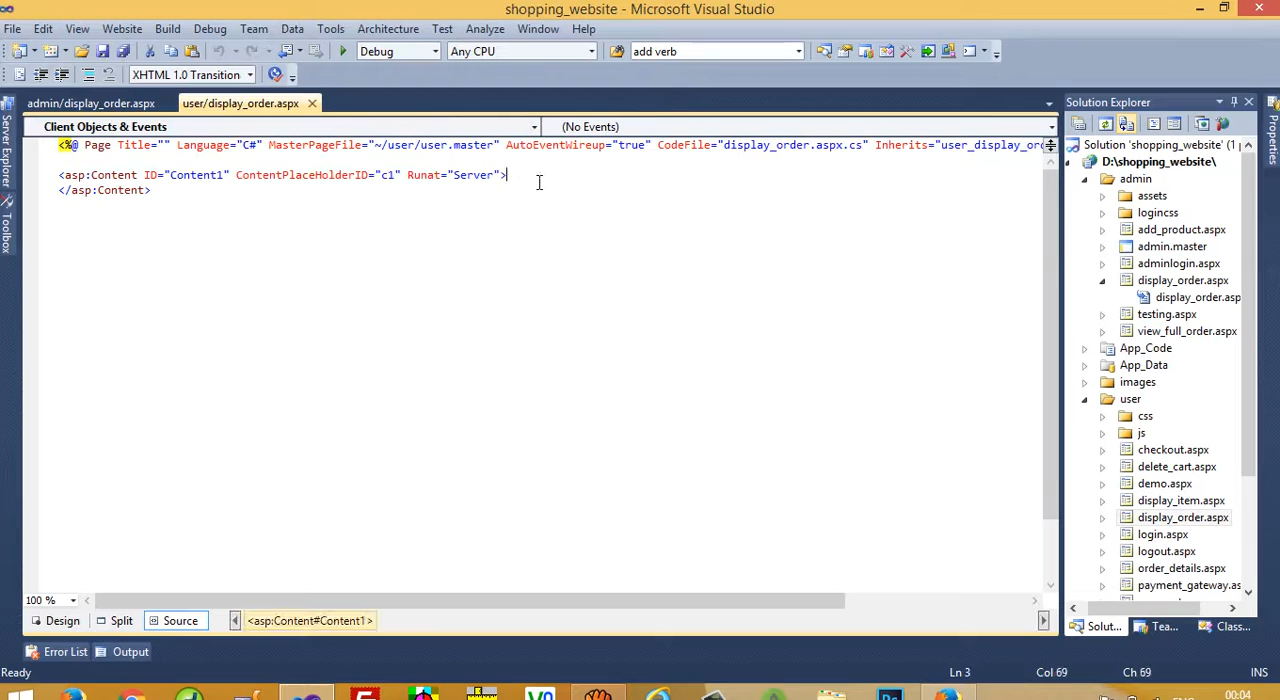 shopping_website - Microsoft Visual Studio
File Edit View Website Build Debug Team Data Tools Architecture Test Analyze Window Help
Debug Any CPU add verb
XHTML 1.0 Transition
admin/display_order.aspx user/display_order.aspx
Client Objects & Events (No Events)
<%@ Page Title="" Language="C#" MasterPageFile="~/user/user.master" AutoEventWireup="true" CodeFile="display_order.aspx.cs" Inherits="user_display_ord
<asp:Content ID="Content1" ContentPlaceHolderID="c1" Runat="Server">
</asp:Content>
100 %
Design Split Source <asp:Content#Content1>
Error List Output
Ready Ln 3 Col 69 Ch 69 INS
Server Explorer
Toolbox
Solution Explorer
Solution 'shopping_website' (1
D:\shopping_website\
admin
assets
logincss
add_product.aspx
admin.master
adminlogin.aspx
display_order.aspx
display_order.asp
testing.aspx
view_full_order.aspx
App_Code
App_Data
images
user
css
js
checkout.aspx
delete_cart.aspx
demo.aspx
display_item.aspx
display_order.aspx
login.aspx
logout.aspx
order_details.aspx
payment_gateway.as
Solut... Tea... Class...
Properties
00:04